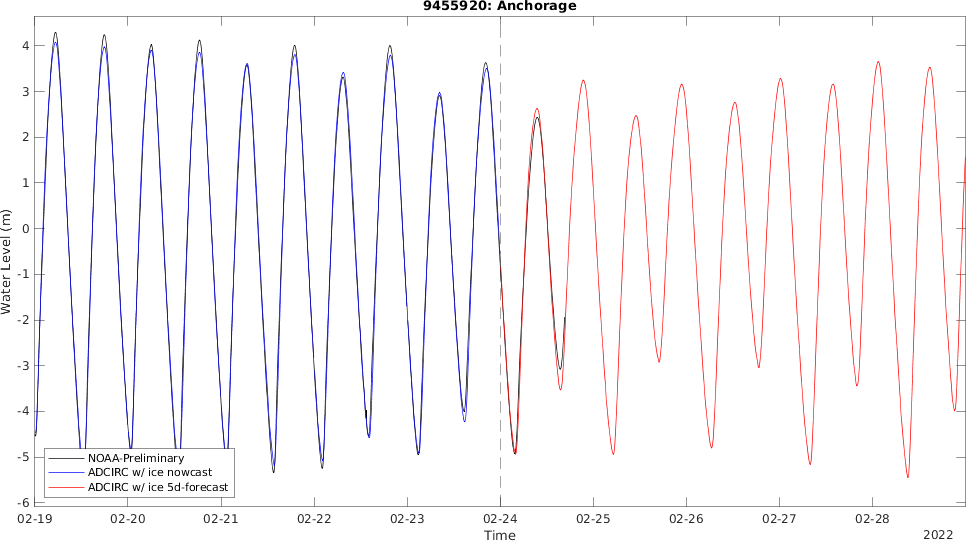 9455920: Anchorage
4
3
2
1
0
-1
-2
-3
-4
-5
-6
Water Level (m)
NOAA-Preliminary
ADCIRC w/ ice nowcast
ADCIRC w/ ice 5d-forecast
02-19 02-20 02-21 02-22 02-23 02-24 02-25 02-26 02-27 02-28
Time
2022